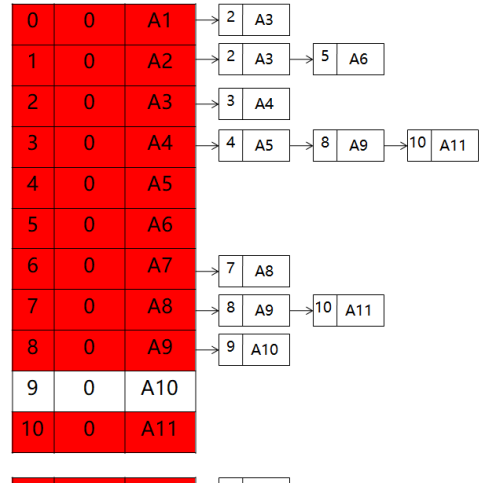 0 0 A1 2 A3
1 0 A2 2 A3 5 A6
2 0 A3 3 A4
3 0 A4 4 A5 8 A9 10 A11
4 0 A5
5 0 A6
6 0 A7 7 A8
7 0 A8 8 A9 10 A11
8 0 A9 9 A10
9 0 A10
10 0 A11